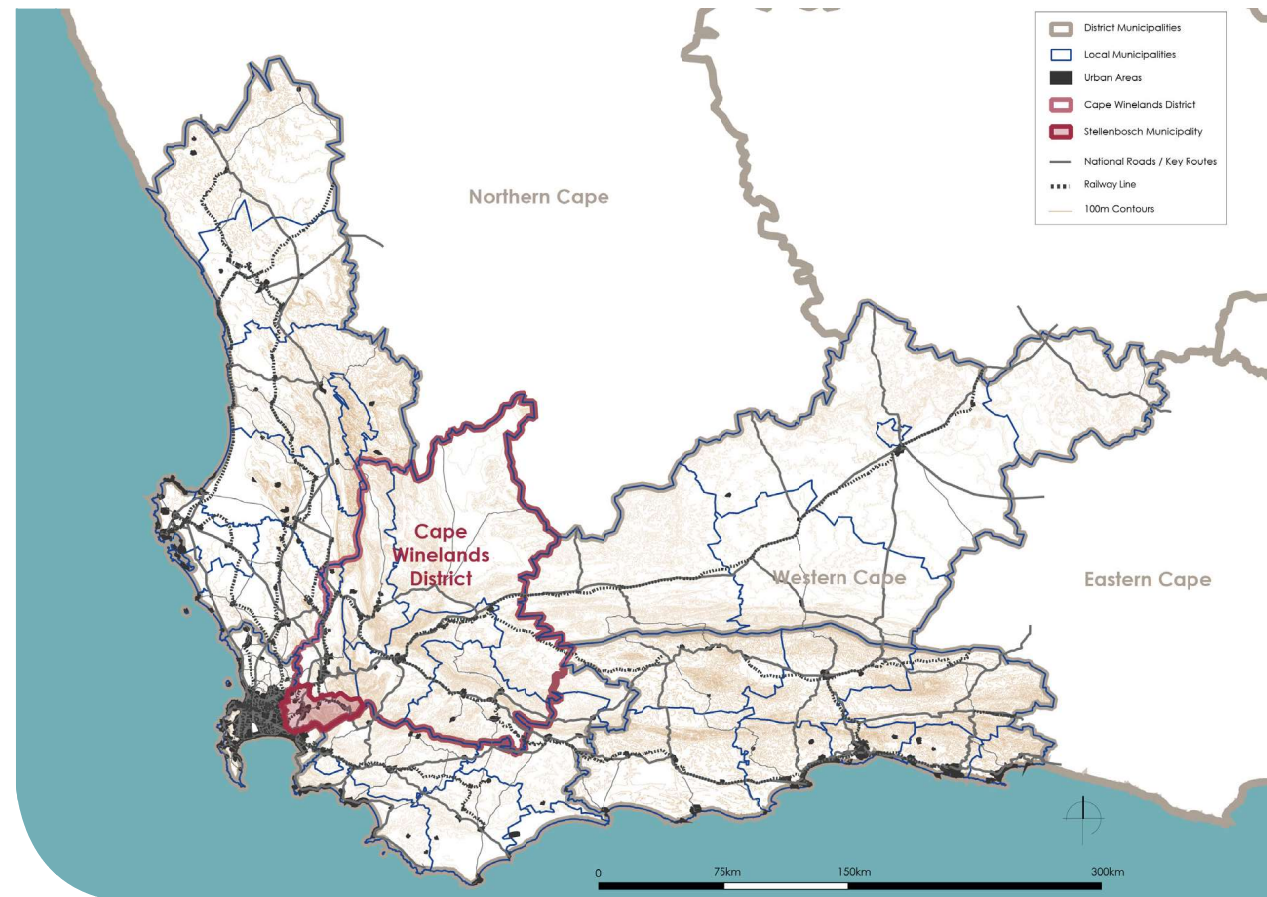 District Municipalities
Local Municipalities
Urban Areas
Cape Winelands District
Stellenbosch Municipality
National Roads / Key Routes
Railway Line
100m Contours
Northern Cape
Cape
Winelands
District
Western Cape
Eastern Cape
0
75km
150km
300km